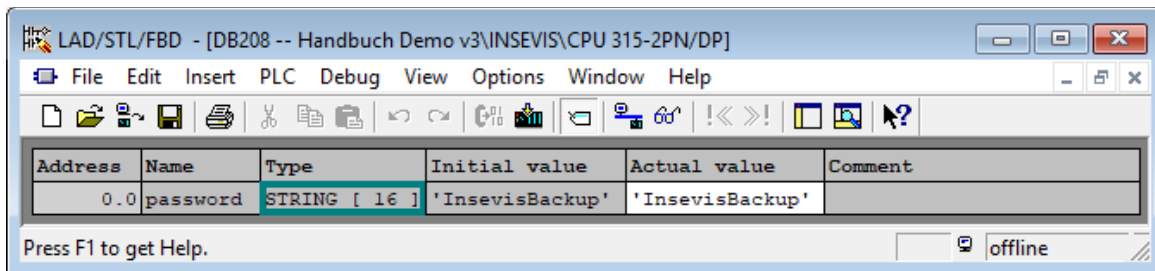 LAD/STL/FBD - [DB208 -- Handbuch Demo v3\INSEVIS\CPU 315-2PN/DP]
File Edit Insert PLC Debug View Options Window Help
Address Name Type Initial value Actual value Comment
0.0 password STRING [ 16 ] 'InsevisBackup' 'InsevisBackup'
Press F1 to get Help. offline